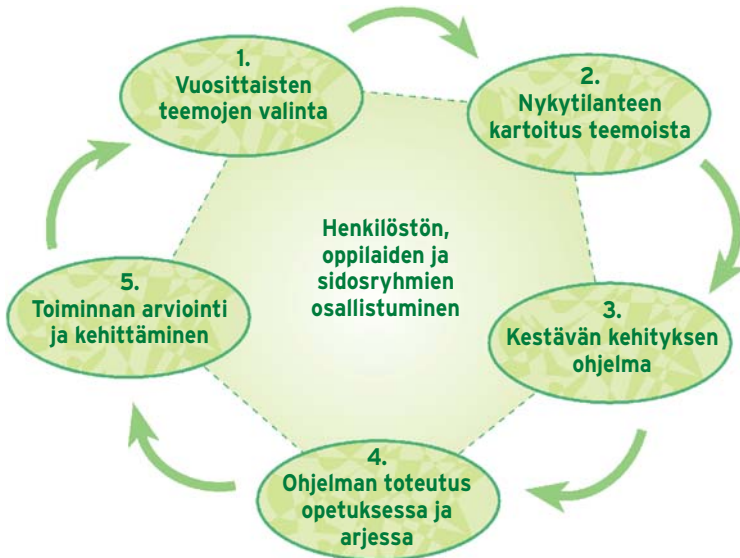 1.
Vuosittaisten
teemojen valinta
2.
Nykytilanteen
kartoitus teemoista
Henkilöstön,
oppilaiden ja
sidosryhmien
osallistuminen
3.
Kestävän kehityksen
ohjelma
4.
Ohjelman toteutus
opetuksessa ja
arjessa
5.
Toiminnan arviointi
ja kehittäminen